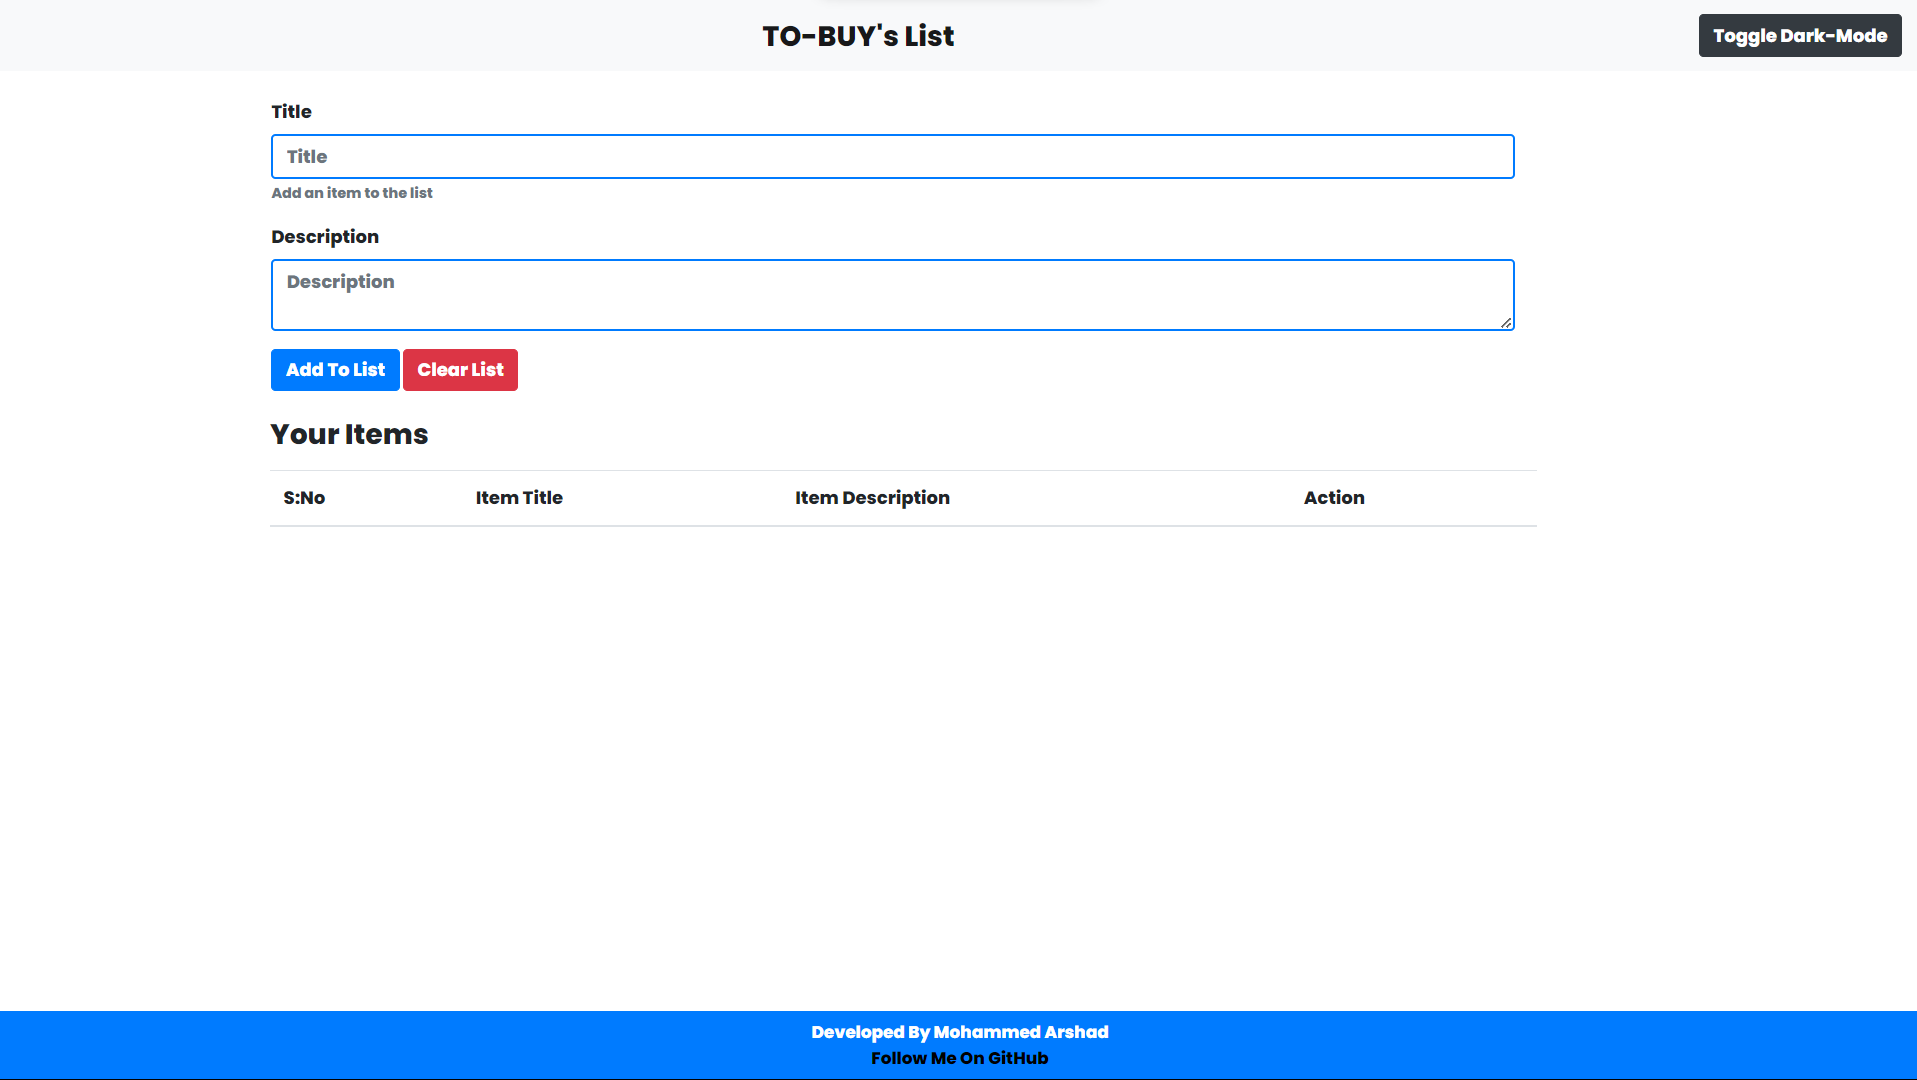 TO-BUY's List
Toggle Dark-Mode
Title
Title
Add an item to the list
Description
Description
Add To List Clear List
Your Items
S:No Item Title Item Description Action
Developed By Mohammed Arshad
Follow Me On GitHub